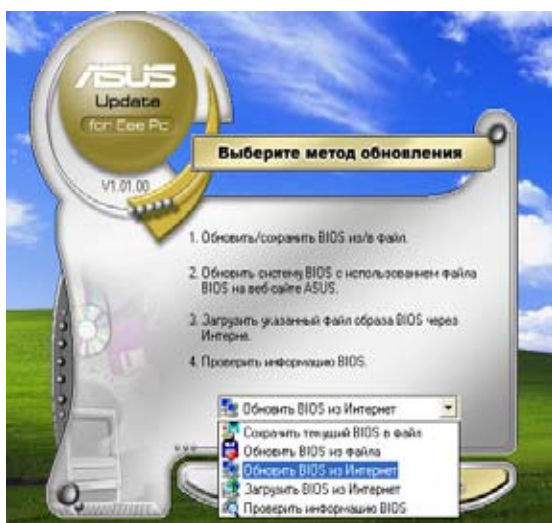 ASUS
Update
for Eee Pc
V1.01.00
Выберите метод обновления
1. Обновить/сохранить BIOS из/в файл.
2. Обновить систему BIOS с использованием файла
BIOS на веб-сайте ASUS.
3. Загрузить указанный файл образа BIOS через
Интерне.
4. Проверить информацию BIOS.
Обновить BIOS из Интернет
Сохранить текущий BIOS в файл
Обновить BIOS из файла
Обновить BIOS из Интернет
Загрузить BIOS из Интернет
Проверить информацию BIOS